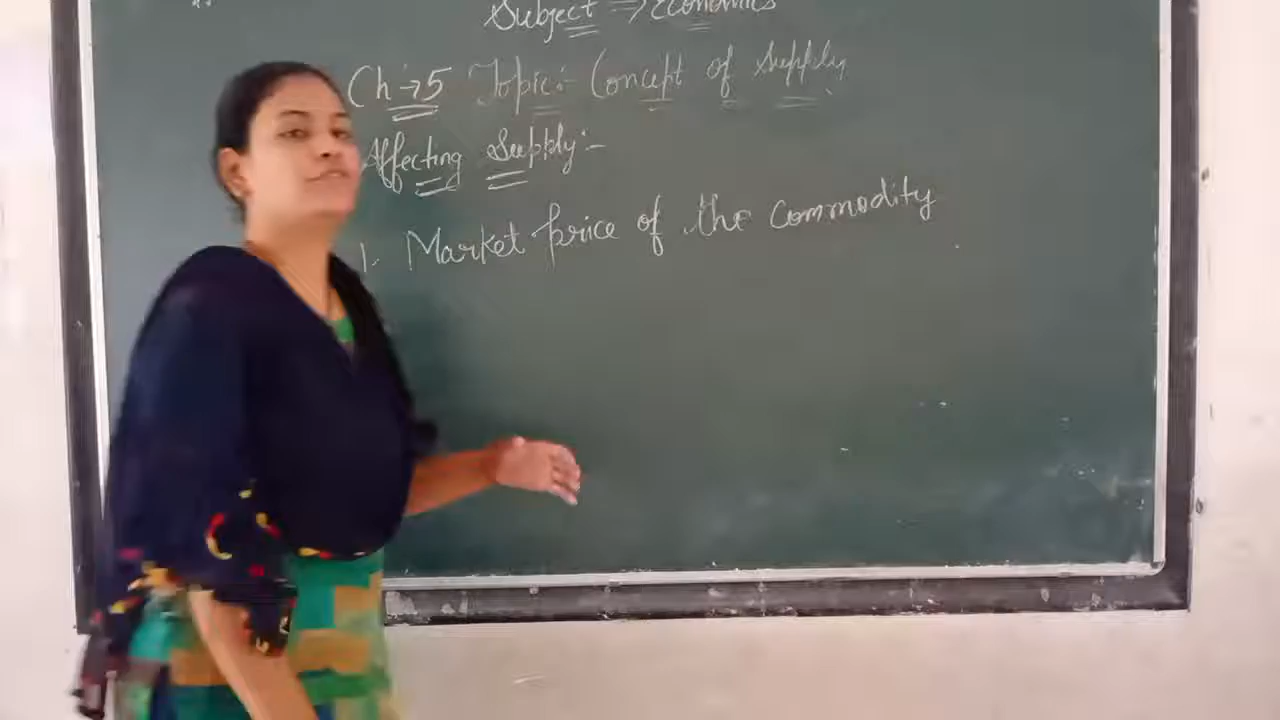 Subject ⇒ Economics
Ch → 5 Topic:- Concept of Supply
Affecting Supply:-
1. Market price of the Commodity